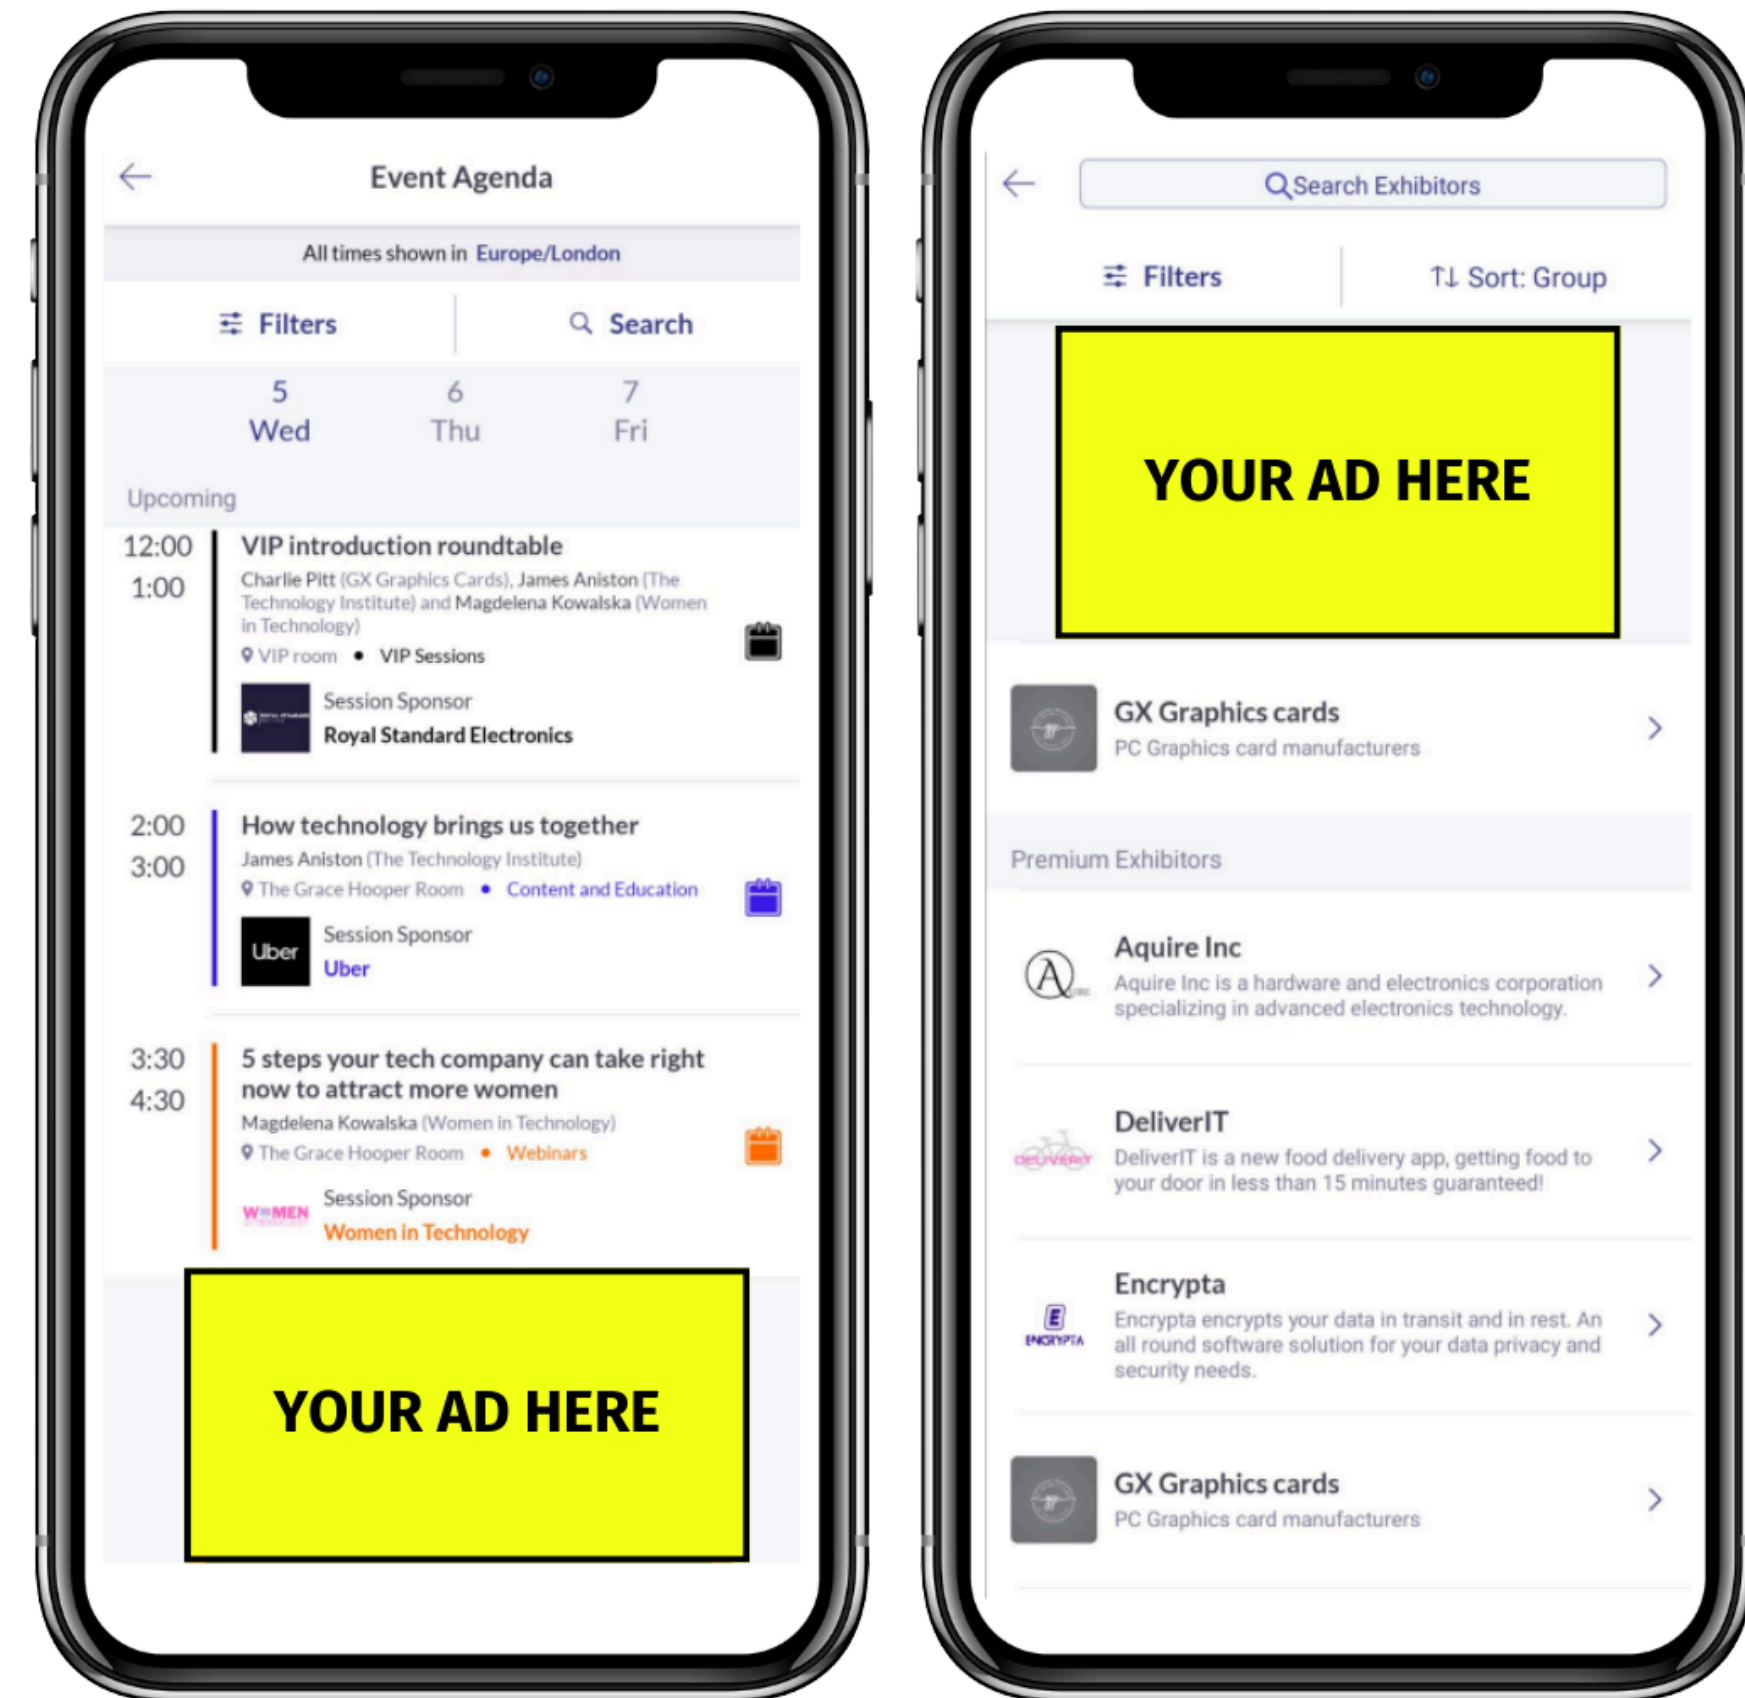 Event Agenda
All times shown in Europe/London
Filters
Search
5
Wed
6
Thu
7
Fri
Upcoming
12:00
1:00
VIP introduction roundtable
Charlie Pitt (GX Graphics Cards), James Aniston (The
Technology Institute) and Magdelena Kowalska (Women
in Technology)
VIP room • VIP Sessions
Session Sponsor
Royal Standard Electronics
2:00
3:00
How technology brings us together
James Aniston (The Technology Institute)
The Grace Hooper Room • Content and Education
Uber
Session Sponsor
Uber
3:30
4:30
5 steps your tech company can take right
now to attract more women
Magdelena Kowalska (Women in Technology)
The Grace Hooper Room • Webinars
WOMEN
Session Sponsor
Women in Technology
YOUR AD HERE
Search Exhibitors
Filters
Sort: Group
YOUR AD HERE
GX Graphics cards
PC Graphics card manufacturers
Premium Exhibitors
Aquire Inc
Aquire Inc is a hardware and electronics corporation
specializing in advanced electronics technology.
DELIVERIT
DeliverIT
DeliverIT is a new food delivery app, getting food to
your door in less than 15 minutes guaranteed!
E
ENCRYPTA
Encrypta
Encrypta encrypts your data in transit and in rest. An
all round software solution for your data privacy and
security needs.
GX Graphics cards
PC Graphics card manufacturers